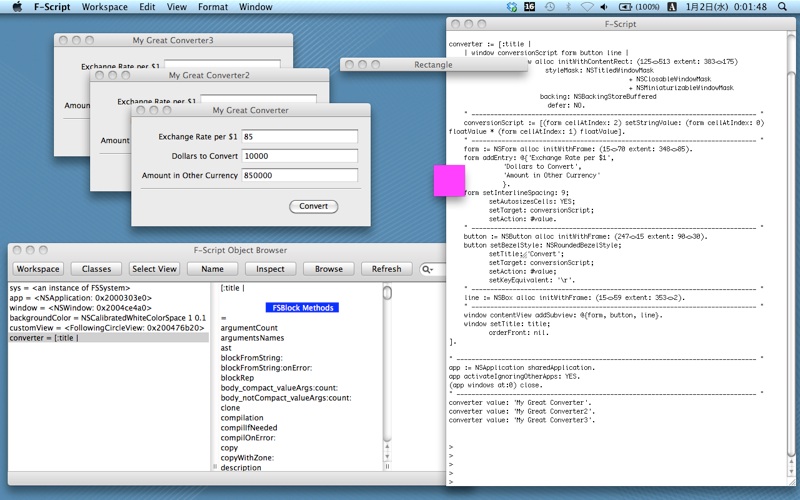 F-Script Workspace Edit View Format Window
16 (100%) A 1月2日(水) 0:01:48
My Great Converter3
Exchange Rate per $1
Amount
My Great Converter2
Exchange Rate per $1
Amount
My Great Converter
Exchange Rate per $1 85
Dollars to Convert 10000
Amount in Other Currency 850000
Convert
Rectangle
F-Script Object Browser
Workspace Classes Select View Name Inspect Browse Refresh
sys = <an instance of FSSystem>
app = <NSApplication: 0x2000303e0>
window = <NSWindow: 0x2004ce4a0>
backgroundColor = NSCalibratedWhiteColorSpace 1 0.1
customView = <FollowingCircleView: 0x200476b20>
converter = [:title |
[:title |
FSBlock Methods
=
argumentCount
argumentsNames
ast
blockFromString:
blockFromString:onError:
blockRep
body_compact_valueArgs:count:
body_notCompact_valueArgs:count:
clone
compilation
compilIfNeeded
compilOnError:
copy
copyWithZone:
description
F-Script
converter := [:title |
| window conversionScript form button line |
alloc initWithContentRect: (125<>513 extent: 383<>175)
styleMask: NSTitledWindowMask
+ NSClosableWindowMask
+ NSMiniaturizableWindowMask
backing: NSBackingStoreBuffered
defer: NO.
" ---------------------------------------------------------------- "
conversionScript := [(form cellAtIndex: 2) setStringValue: (form cellAtIndex: 0)
floatValue * (form cellAtIndex: 1) floatValue].
" ---------------------------------------------------------------- "
form := NSForm alloc initWithFrame: (15<>70 extent: 348<>85).
form addEntry: @{'Exchange Rate per $1',
'Dollars to Convert',
'Amount in Other Currency'
}.
form setInterlineSpacing: 9;
setAutosizesCells: YES;
setTarget: conversionScript;
setAction: #value.
" ---------------------------------------------------------------- "
button := NSButton alloc initWithFrame: (247<>15 extent: 90<>30).
button setBezelStyle: NSRoundedBezelStyle;
setTitle: 'Convert';
setTarget: conversionScript;
setAction: #value;
setKeyEquivalent: '\r'.
" ---------------------------------------------------------------- "
line := NSBox alloc initWithFrame: (15<>59 extent: 353<>2).
" ---------------------------------------------------------------- "
window contentView addSubview: @{form, button, line}.
window setTitle: title;
orderFront: nil.
].
" ---------------------------------------------------------------- "
app := NSApplication sharedApplication.
app activateIgnoringOtherApps: YES.
(app windows at:0) close.
" ---------------------------------------------------------------- "
converter value: 'My Great Converter'.
converter value: 'My Great Converter2'.
converter value: 'My Great Converter3'.
>
>
>
>
>